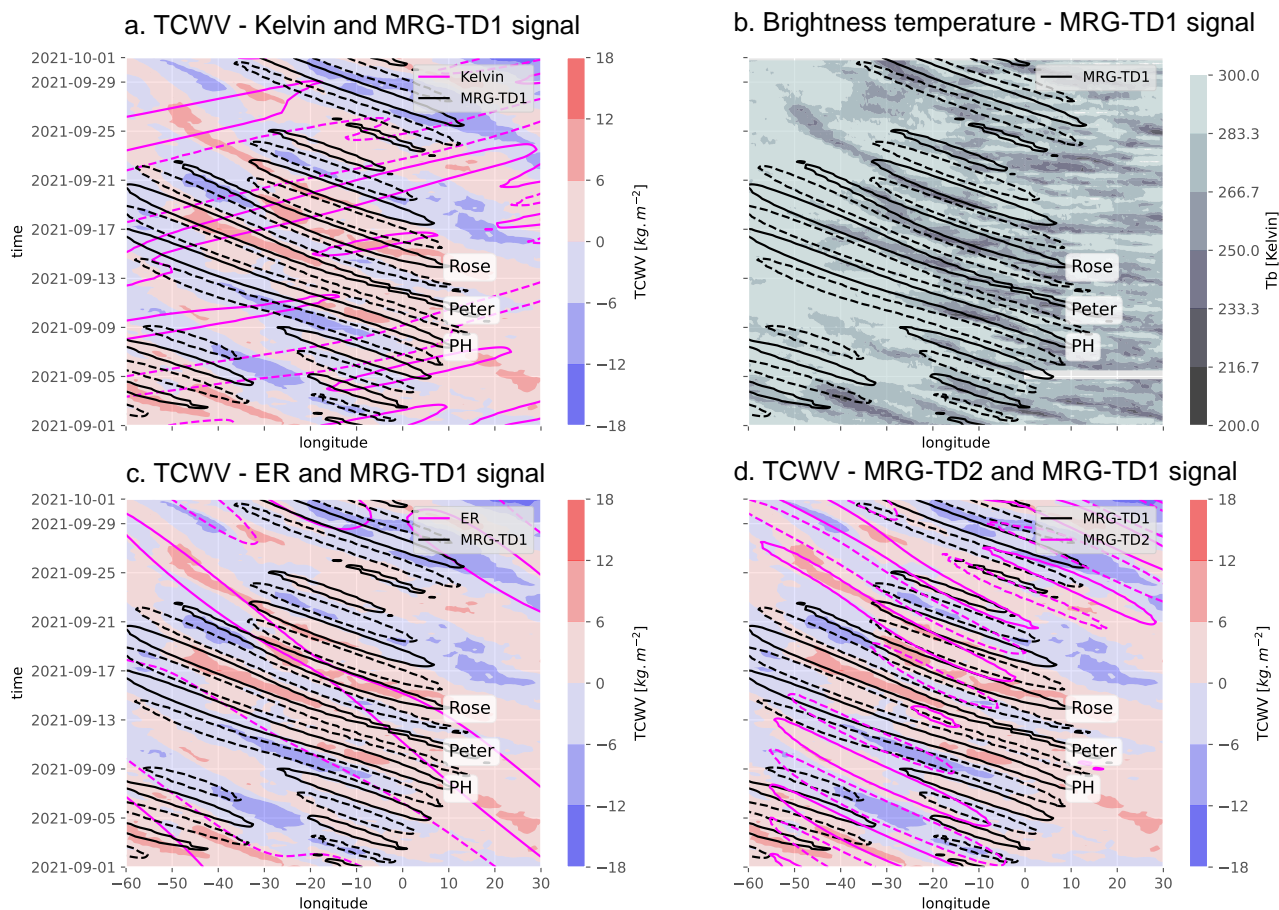 a. TCWV - Kelvin and MRG-TD1 signal
2021-10-01
2021-09-29
2021-09-25
2021-09-21
2021-09-17
2021-09-13
2021-09-09
2021-09-05
2021-09-01
time
Kelvin
MRG-TD1
Rose
Peter
PH
longitude
18
12
6
0
−6
−12
−18
TCWV [kg. m⁻²]
b. Brightness temperature - MRG-TD1 signal
MRG-TD1
Rose
Peter
PH
longitude
300.0
283.3
266.7
250.0
233.3
216.7
200.0
Tb [Kelvin]
c. TCWV - ER and MRG-TD1 signal
2021-10-01
2021-09-29
2021-09-25
2021-09-21
2021-09-17
2021-09-13
2021-09-09
2021-09-05
2021-09-01
time
ER
MRG-TD1
Rose
Peter
PH
−60 −50 −40 −30 −20 −10 0 10 20 30
longitude
18
12
6
0
−6
−12
−18
TCWV [kg. m⁻²]
d. TCWV - MRG-TD2 and MRG-TD1 signal
MRG-TD1
MRG-TD2
Rose
Peter
PH
−60 −50 −40 −30 −20 −10 0 10 20 30
longitude
18
12
6
0
−6
−12
−18
TCWV [kg. m⁻²]